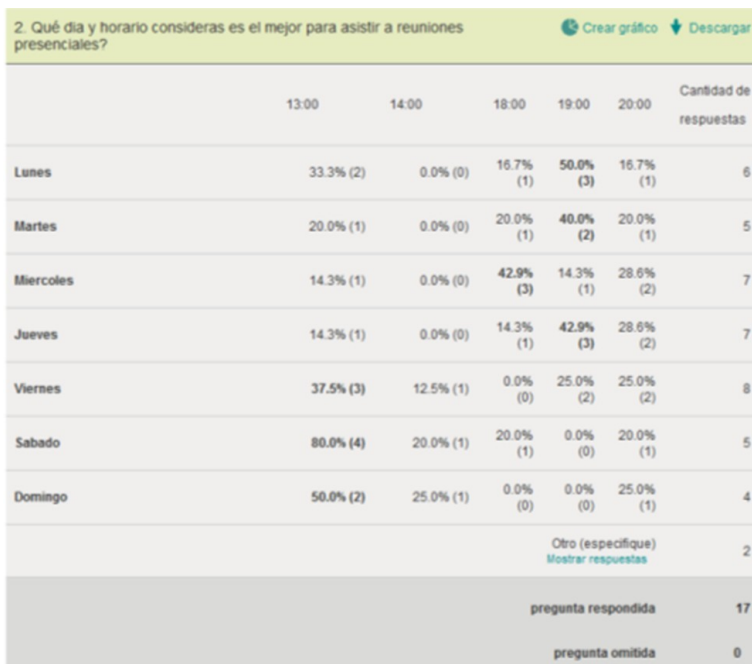 2. Qué dia y horario consideras es el mejor para asistir a reuniones presenciales? Crear gráfico Descargar
13:00 14:00 18:00 19:00 20:00 Cantidad de respuestas
Lunes 33.3% (2) 0.0% (0) 16.7% (1) 50.0% (3) 16.7% (1) 6
Martes 20.0% (1) 0.0% (0) 20.0% (1) 40.0% (2) 20.0% (1) 5
Miercoles 14.3% (1) 0.0% (0) 42.9% (3) 14.3% (1) 28.6% (2) 7
Jueves 14.3% (1) 0.0% (0) 14.3% (1) 42.9% (3) 28.6% (2) 7
Viernes 37.5% (3) 12.5% (1) 0.0% (0) 25.0% (2) 25.0% (2) 8
Sabado 80.0% (4) 20.0% (1) 20.0% (1) 0.0% (0) 20.0% (1) 5
Domingo 50.0% (2) 25.0% (1) 0.0% (0) 0.0% (0) 25.0% (1) 4
Otro (especifique) 2
Mostrar respuestas
pregunta respondida 17
pregunta omitida 0